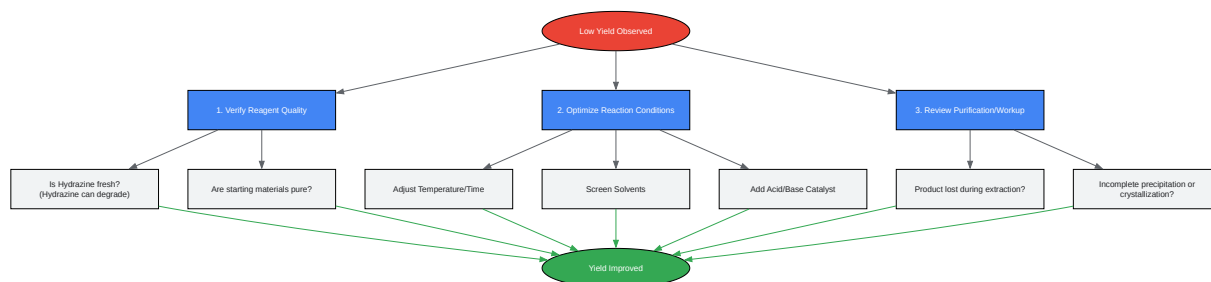 Low Yield Observed
1. Verify Reagent Quality
2. Optimize Reaction Conditions
3. Review Purification/Workup
Is Hydrazine fresh?
(Hydrazine can degrade)
Are starting materials pure?
Adjust Temperature/Time
Screen Solvents
Add Acid/Base Catalyst
Product lost during extraction?
Incomplete precipitation or
crystallization?
Yield Improved